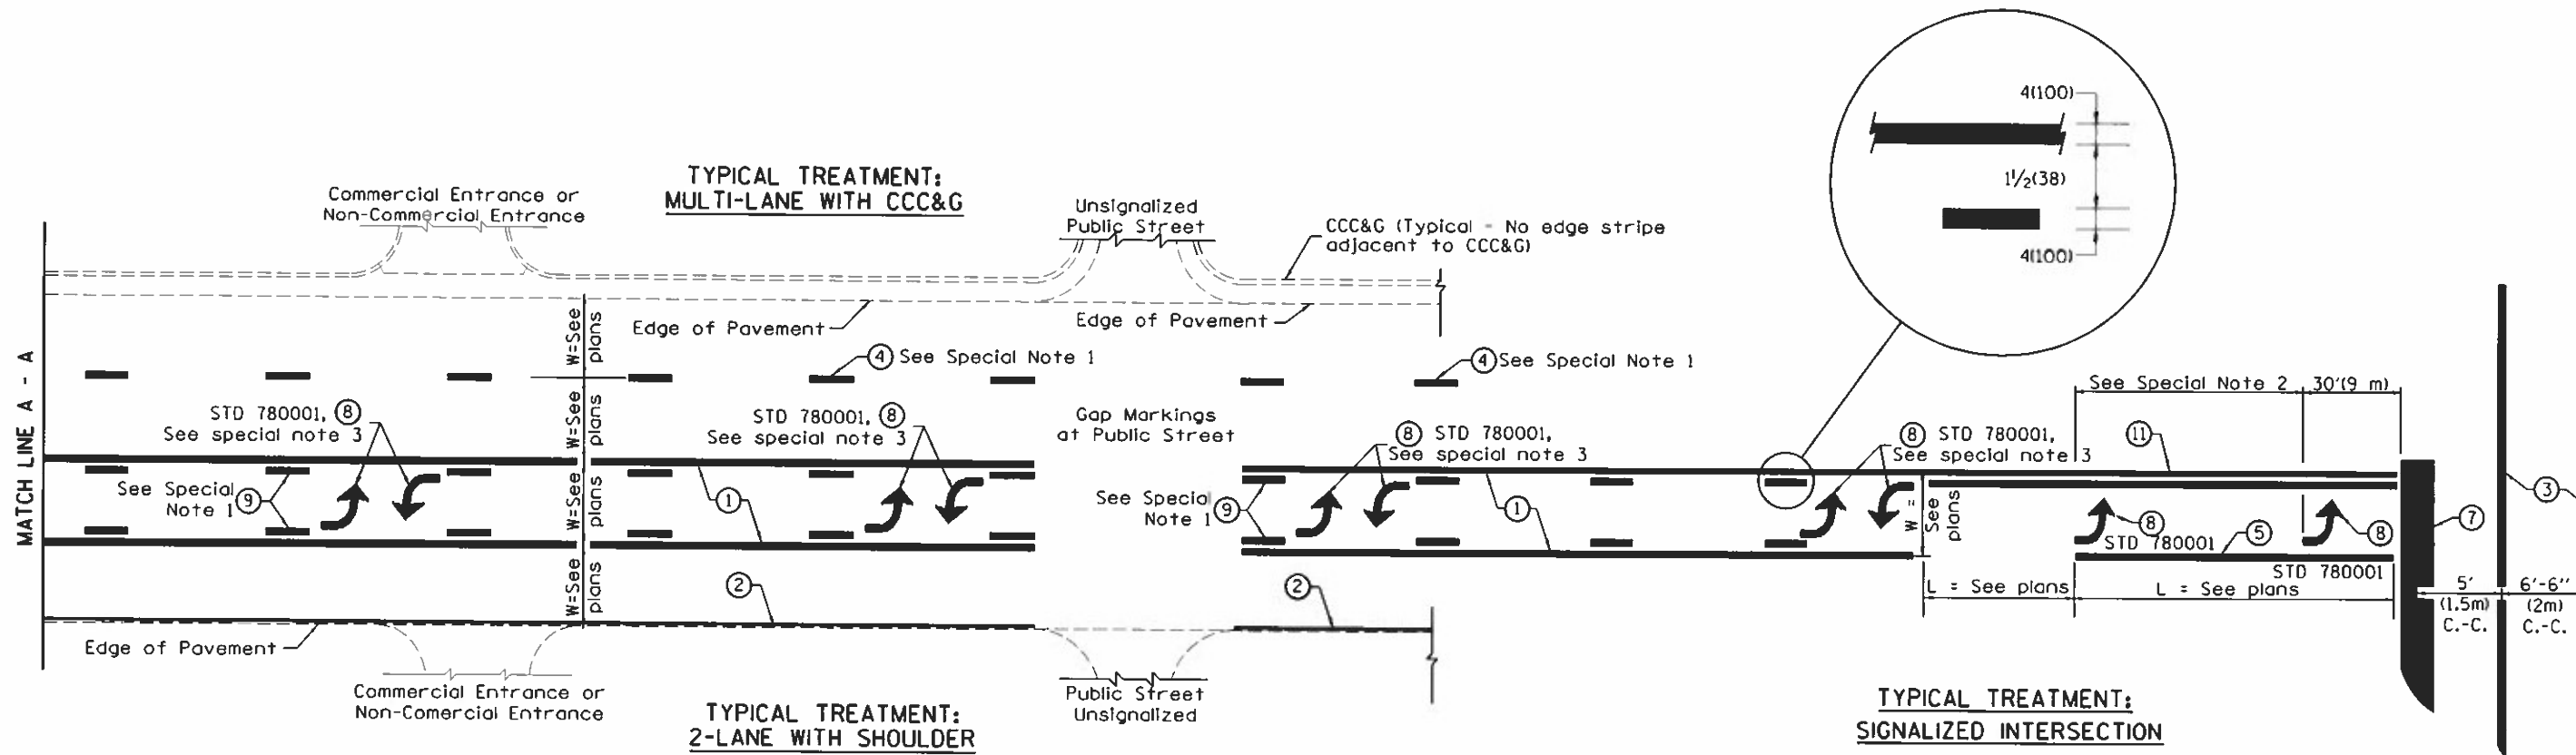 TYPICAL TREATMENT:
MULTI-LANE WITH CCC&G
Commercial Entrance or
Non-Commercial Entrance
Unsignalized
Public Street
CCC&G (Typical - No edge stripe
adjacent to CCC&G)
4(100)
1½(38)
4(100)
MATCH LINE A - A
Edge of Pavement
Edge of Pavement
W=See
plans
W=See
plans
W=See
plans
W=See
plans
4 See Special Note 1
4 See Special Note 1
STD 780001, 8
See special note 3
STD 780001, 8
See special note 3
Gap Markings
at Public Street
8 STD 780001,
See special note 3
8 STD 780001,
See special note 3
See Special Note 2
30'(9 m)
11
See Special
Note 1
9
1
See Special
Note 1
9
1
W =
See
plans
8
STD 780001
5
8
STD 780001
7
3
L = See plans
L = See plans
5'
(1.5m)
C.-C.
6'-6"
(2m)
C.-C.
2
2
Edge of Pavement
Commercial Entrance or
Non-Comercial Entrance
Public Street
Unsignalized
TYPICAL TREATMENT:
2-LANE WITH SHOULDER
TYPICAL TREATMENT:
SIGNALIZED INTERSECTION